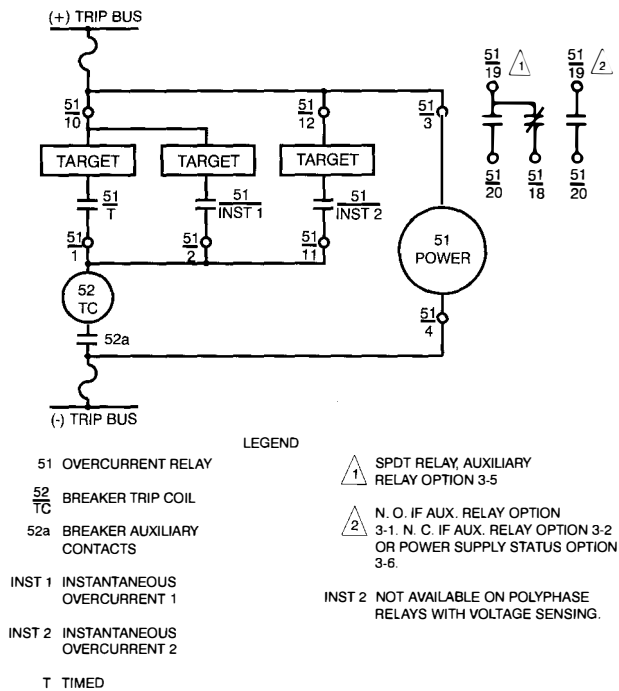 (+) TRIP BUS
51
10
51
12
51
3
51
19
1
51
19
2
TARGET
TARGET
TARGET
51
T
51
INST 1
51
INST 2
51
20
51
18
51
20
51
1
51
2
51
11
51
POWER
52
TC
51
4
52a
(-) TRIP BUS
LEGEND
51 OVERCURRENT RELAY
52
TC
BREAKER TRIP COIL
52a BREAKER AUXILIARY
CONTACTS
INST 1 INSTANTANEOUS
OVERCURRENT 1
INST 2 INSTANTANEOUS
OVERCURRENT 2
T TIMED
1 SPDT RELAY, AUXILIARY
RELAY OPTION 3-5
2 N. O. IF AUX. RELAY OPTION
3-1. N. C. IF AUX. RELAY OPTION 3-2
OR POWER SUPPLY STATUS OPTION
3-6.
INST 2 NOT AVAILABLE ON POLYPHASE
RELAYS WITH VOLTAGE SENSING.